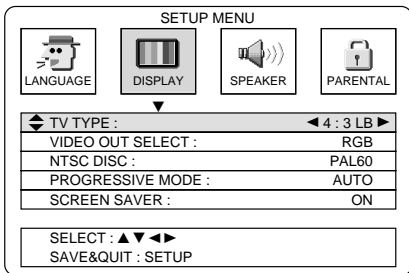 SETUP MENU
LANGUAGE DISPLAY SPEAKER PARENTAL
▼
TV TYPE : ◄ 4 : 3 LB ►
VIDEO OUT SELECT : RGB
NTSC DISC : PAL60
PROGRESSIVE MODE : AUTO
SCREEN SAVER : ON
SELECT : ▲ ▼ ◄ ►
SAVE&QUIT : SETUP